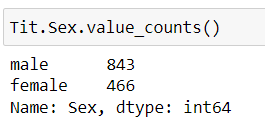 Tit.Sex.value_counts()
male 843
female 466
Name: Sex, dtype: int64